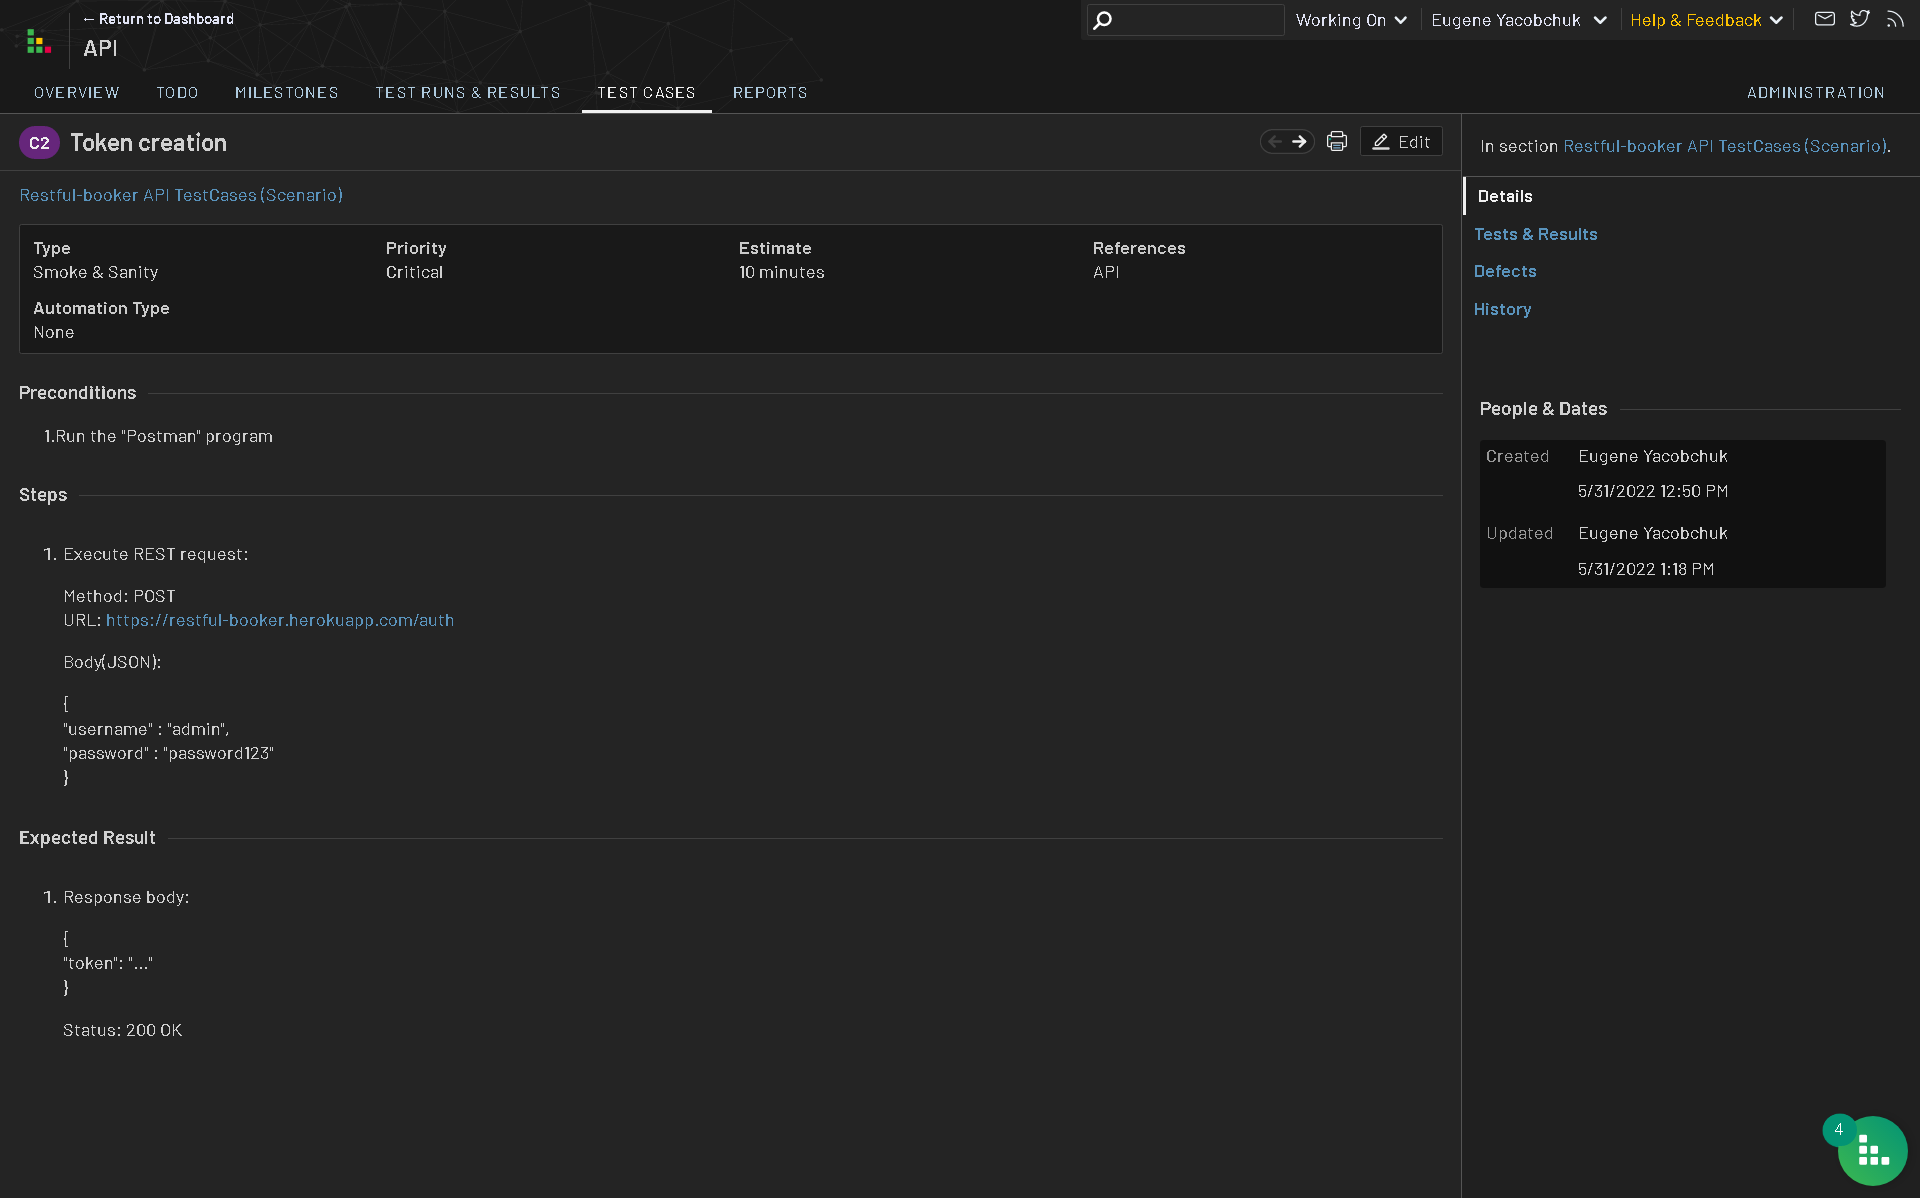 ← Return to Dashboard
API
Working On
Eugene Yacobchuk
Help & Feedback
OVERVIEW
TODO
MILESTONES
TEST RUNS & RESULTS
TEST CASES
REPORTS
ADMINISTRATION
C2 Token creation
Edit
Restful-booker API TestCases (Scenario)
Type
Smoke & Sanity
Priority
Critical
Estimate
10 minutes
References
API
Automation Type
None
Preconditions
1.Run the "Postman" program
Steps
1. Execute REST request:
Method: POST
URL: https://restful-booker.herokuapp.com/auth
Body(JSON):
{
"username" : "admin",
"password" : "password123"
}
Expected Result
1. Response body:
{
"token": "..."
}
Status: 200 OK
In section Restful-booker API TestCases (Scenario).
Details
Tests & Results
Defects
History
People & Dates
Created
Eugene Yacobchuk
5/31/2022 12:50 PM
Updated
Eugene Yacobchuk
5/31/2022 1:18 PM
4